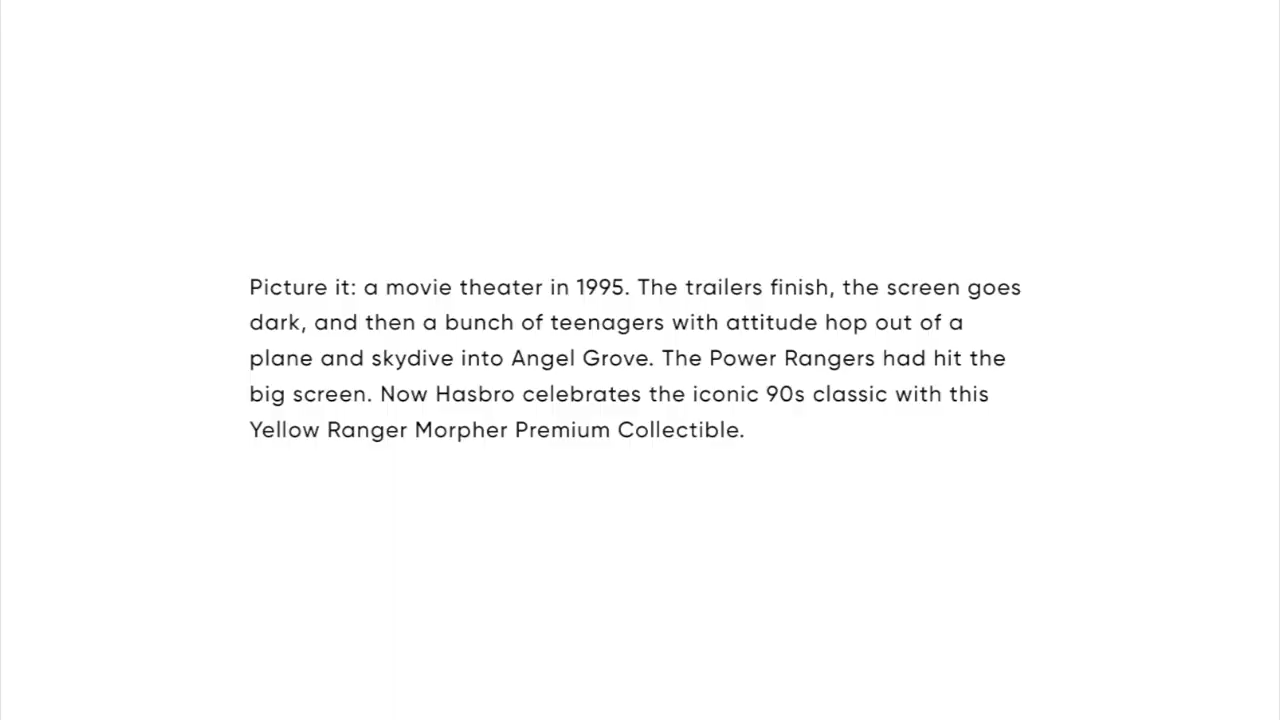 Picture it: a movie theater in 1995. The trailers finish, the screen goes
dark, and then a bunch of teenagers with attitude hop out of a
plane and skydive into Angel Grove. The Power Rangers had hit the
big screen. Now Hasbro celebrates the iconic 90s classic with this
Yellow Ranger Morpher Premium Collectible.